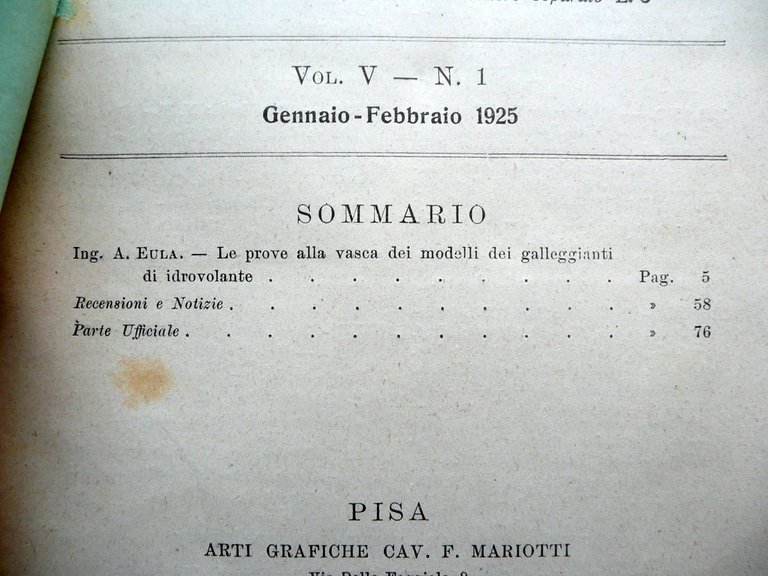 Vol. V — N. 1
Gennaio-Febbraio 1925
SOMMARIO
Ing. A. Eula. — Le prove alla vasca dei modelli dei galleggianti
di idrovolante . . . . . . . . Pag. 5
Recensioni e Notizie . . . . . . . . . » 58
Parte Ufficiale . . . . . . . . . . » 76
PISA
ARTI GRAFICHE CAV. F. MARIOTTI